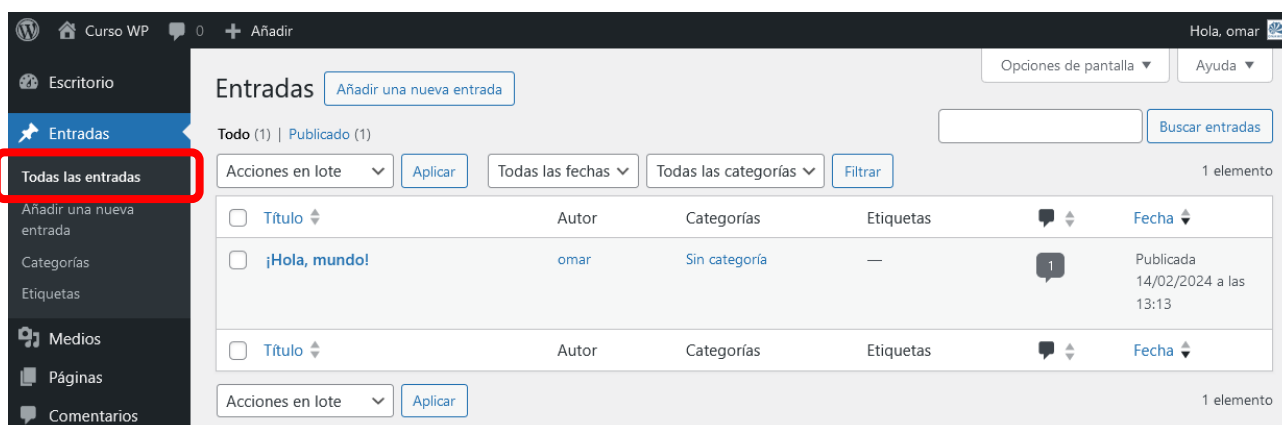 Curso WP 0 Añadir Hola, omar
Escritorio
Entradas
Todas las entradas
Añadir una nueva
entrada
Categorías
Etiquetas
Medios
Páginas
Comentarios
Opciones de pantalla ▼ Ayuda ▼
Entradas Añadir una nueva entrada
Todo (1) | Publicado (1)
Buscar entradas
Acciones en lote Aplicar Todas las fechas Todas las categorías Filtrar 1 elemento
Título Autor Categorías Etiquetas Fecha
¡Hola, mundo! omar Sin categoría — 1 Publicada
14/02/2024 a las
13:13
Título Autor Categorías Etiquetas Fecha
Acciones en lote Aplicar 1 elemento